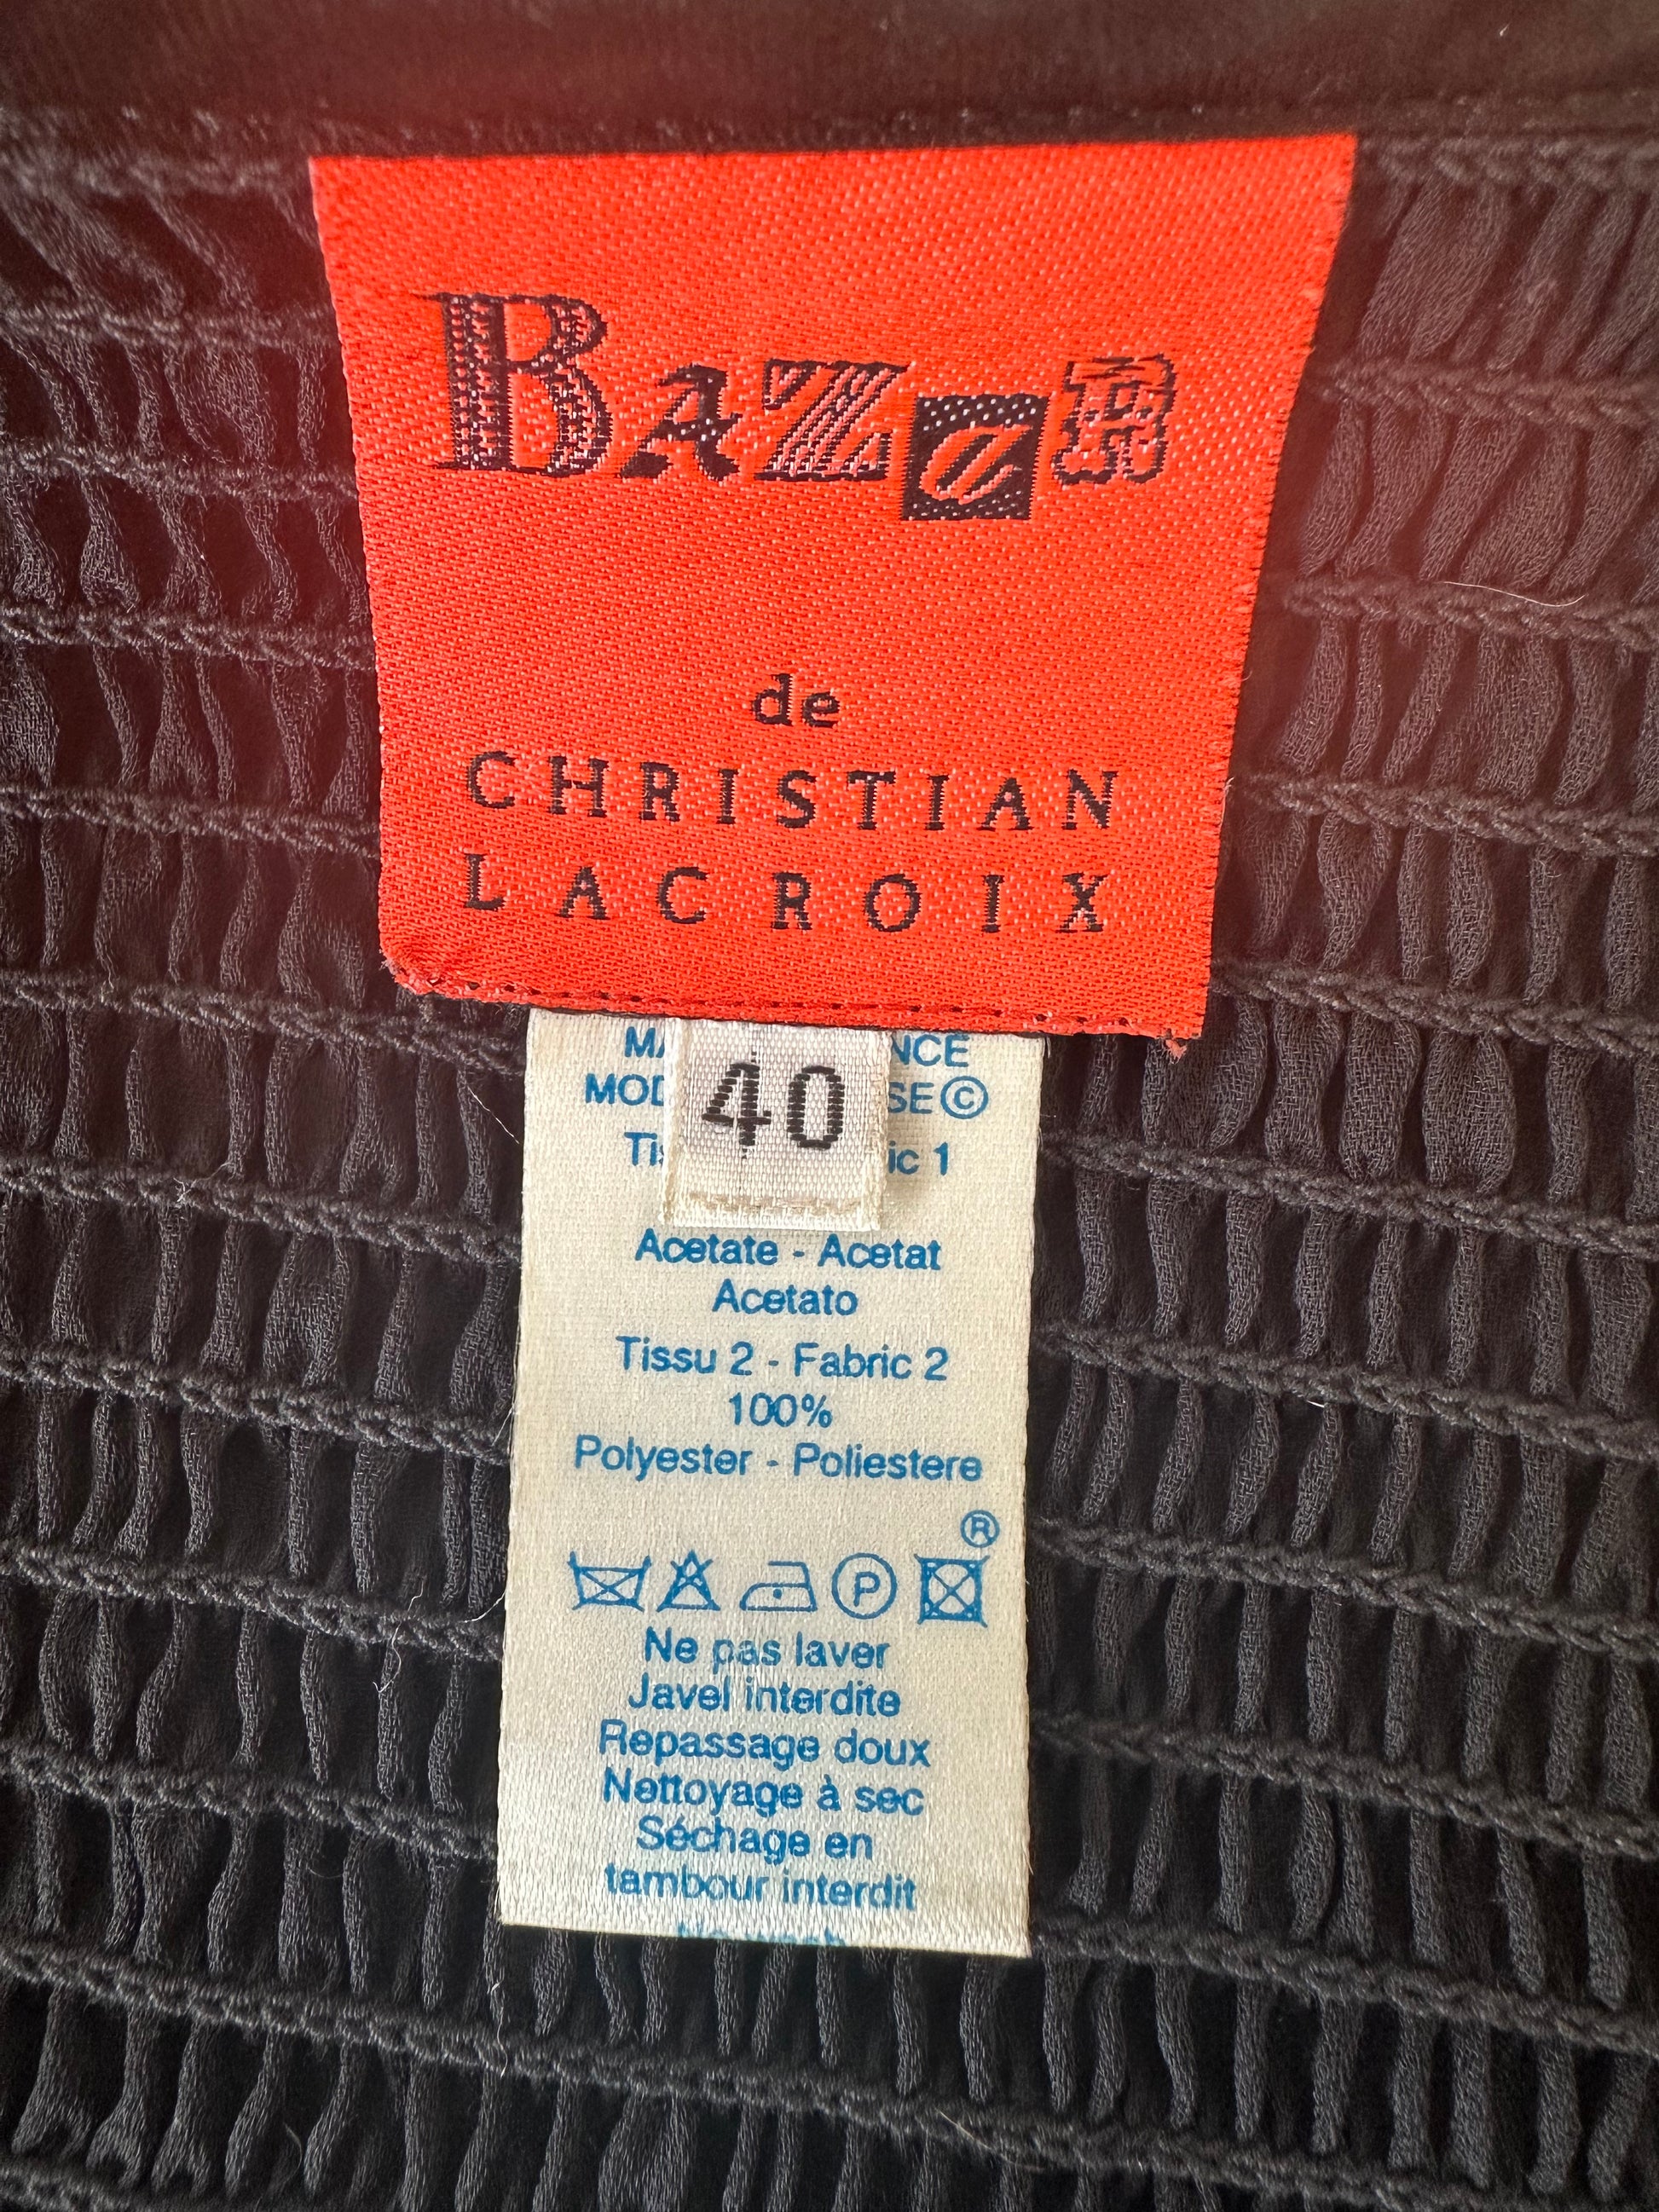 BAZaR
de
CHRISTIAN
LACROIX
40
©
1
Acetate - Acetat
Acetato
Tissu 2 - Fabric 2
100%
Polyester - Poliestere
®
P
Ne pas laver
Javel interdite
Repassage doux
Nettoyage à sec
Séchage en
tambour interdit